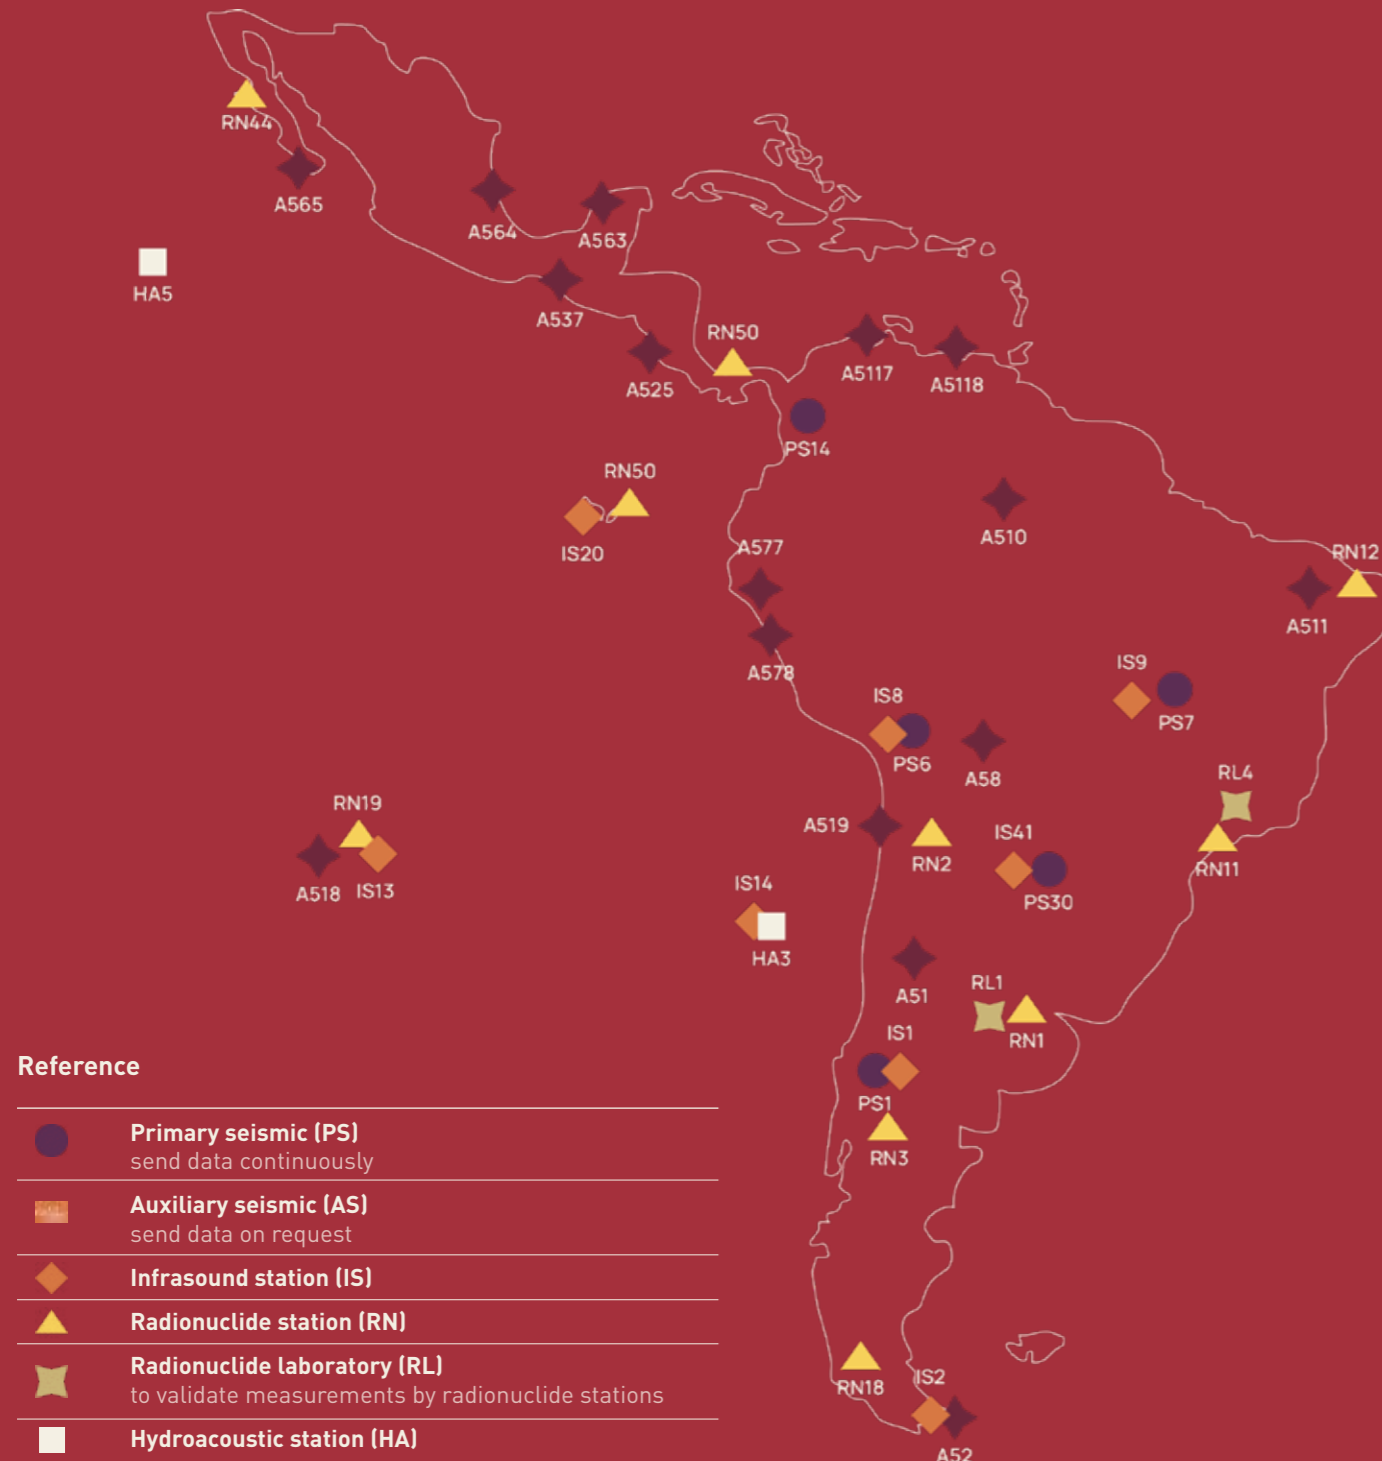 RN44
A565
A564
A563
HA5
A537
RN50
A525
A5117
A5118
PS14
RN50
IS20
A510
A577
RN12
A511
A578
IS9
PS7
IS8
PS6
A58
RL4
RN19
A518
IS13
A519
RN2
IS41
PS30
RN11
IS14
HA3
A51
RL1
RN1
IS1
PS1
RN3
RN18
IS2
A52
Reference
Primary seismic (PS)
send data continuously
Auxiliary seismic (AS)
send data on request
Infrasound station (IS)
Radionuclide station (RN)
Radionuclide laboratory (RL)
to validate measurements by radionuclide stations
Hydroacoustic station (HA)